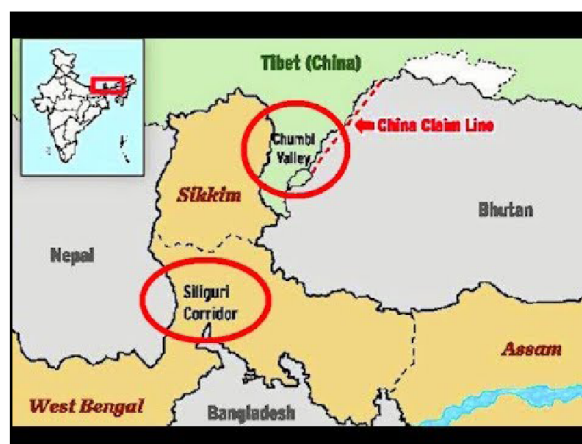 Tibet (China)
Chumbi
Valley
China Claim Line
Sikkim
Bhutan
Nepal
Siliguri
Corridor
Assam
West Bengal
Bangladesh